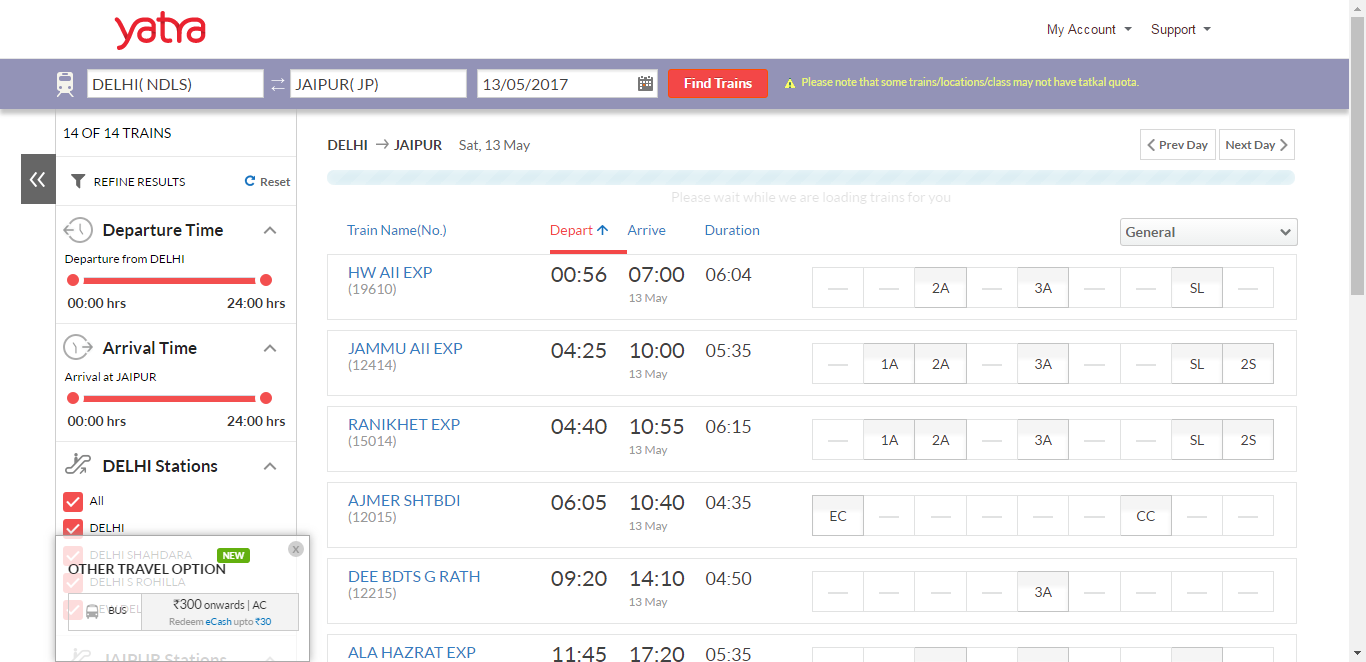 yatra
My Account Support
DELHI( NDLS) JAIPUR( JP) 13/05/2017 Find Trains Please note that some trains/locations/class may not have tatkal quota.
14 OF 14 TRAINS
REFINE RESULTS Reset
Departure Time
Departure from DELHI
00:00 hrs 24:00 hrs
Arrival Time
Arrival at JAIPUR
00:00 hrs 24:00 hrs
DELHI Stations
All
DELHI
DELHI SHAHDARA
DELHI S ROHILLA
JAIPUR Stations
NEW
OTHER TRAVEL OPTION
BUS
₹300 onwards | AC
Redeem eCash upto ₹30
X
DELHI → JAIPUR Sat, 13 May
Prev Day Next Day
Please wait while we are loading trains for you
Train Name(No.) Depart Arrive Duration General
HW AII EXP 00:56 07:00 06:04 2A 3A SL
(19610) 13 May
JAMMU AII EXP 04:25 10:00 05:35 1A 2A 3A SL 2S
(12414) 13 May
RANIKHET EXP 04:40 10:55 06:15 1A 2A 3A SL 2S
(15014) 13 May
AJMER SHTBDI 06:05 10:40 04:35 EC CC
(12015) 13 May
DEE BDTS G RATH 09:20 14:10 04:50 3A
(12215) 13 May
ALA HAZRAT EXP 11:45 17:20 05:35